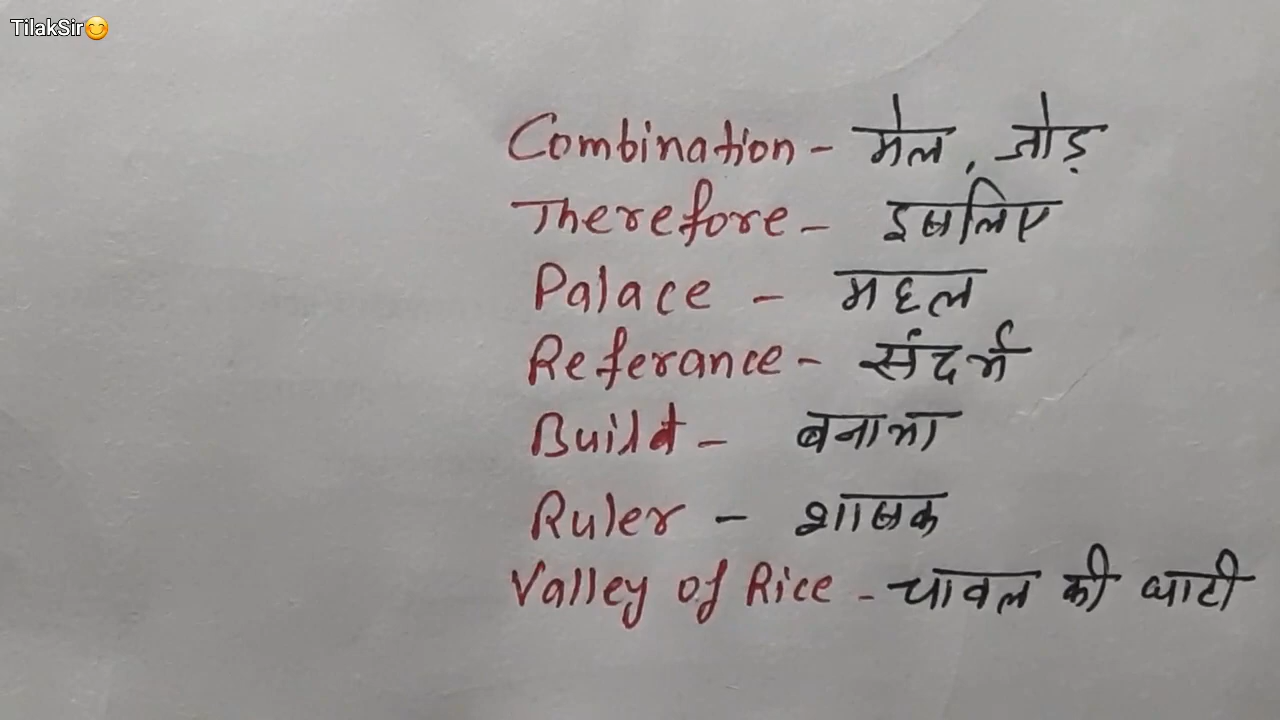 TilakSir😊
Combination - मेल, जोड़
Therefore - इसलिए
Palace - महल
Referance - संदर्भ
Build - बनाना
Ruler - शासक
Valley of Rice - चावल की घाटी